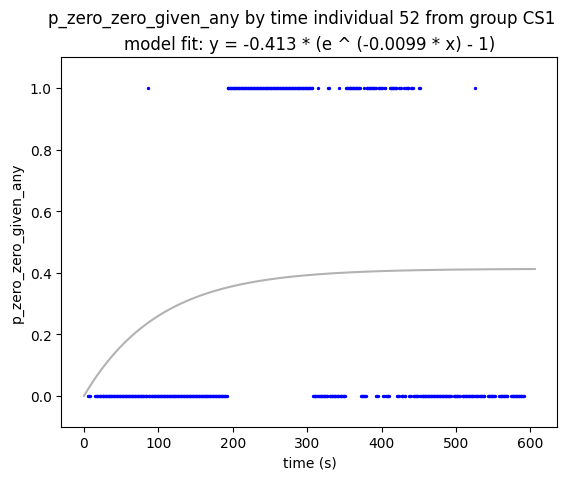 p_zero_zero_given_any by time individual 52 from group CS1
model fit: y = -0.413 * (e ^ (-0.0099 * x) - 1)
1.0
0.8
0.6
0.4
0.2
0.0
p_zero_zero_given_any
0 100 200 300 400 500 600
time (s)